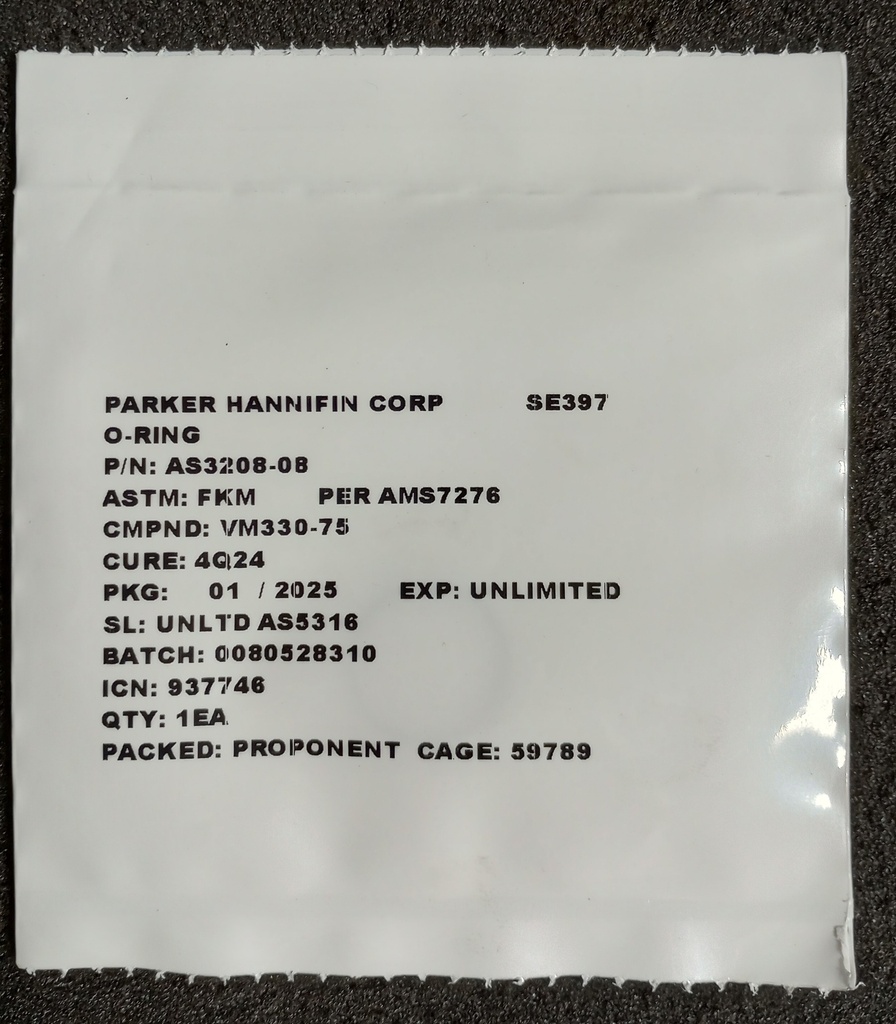 PARKER HANNIFIN CORP SE397
O-RING
P/N: AS3208-08
ASTM: FKM PER AMS7276
CMPND: VM330-75
CURE: 4Q24
PKG: 01 / 2025 EXP: UNLIMITED
SL: UNLTD AS5316
BATCH: 0080528310
ICN: 937746
QTY: 1EA
PACKED: PROPONENT CAGE: 59789